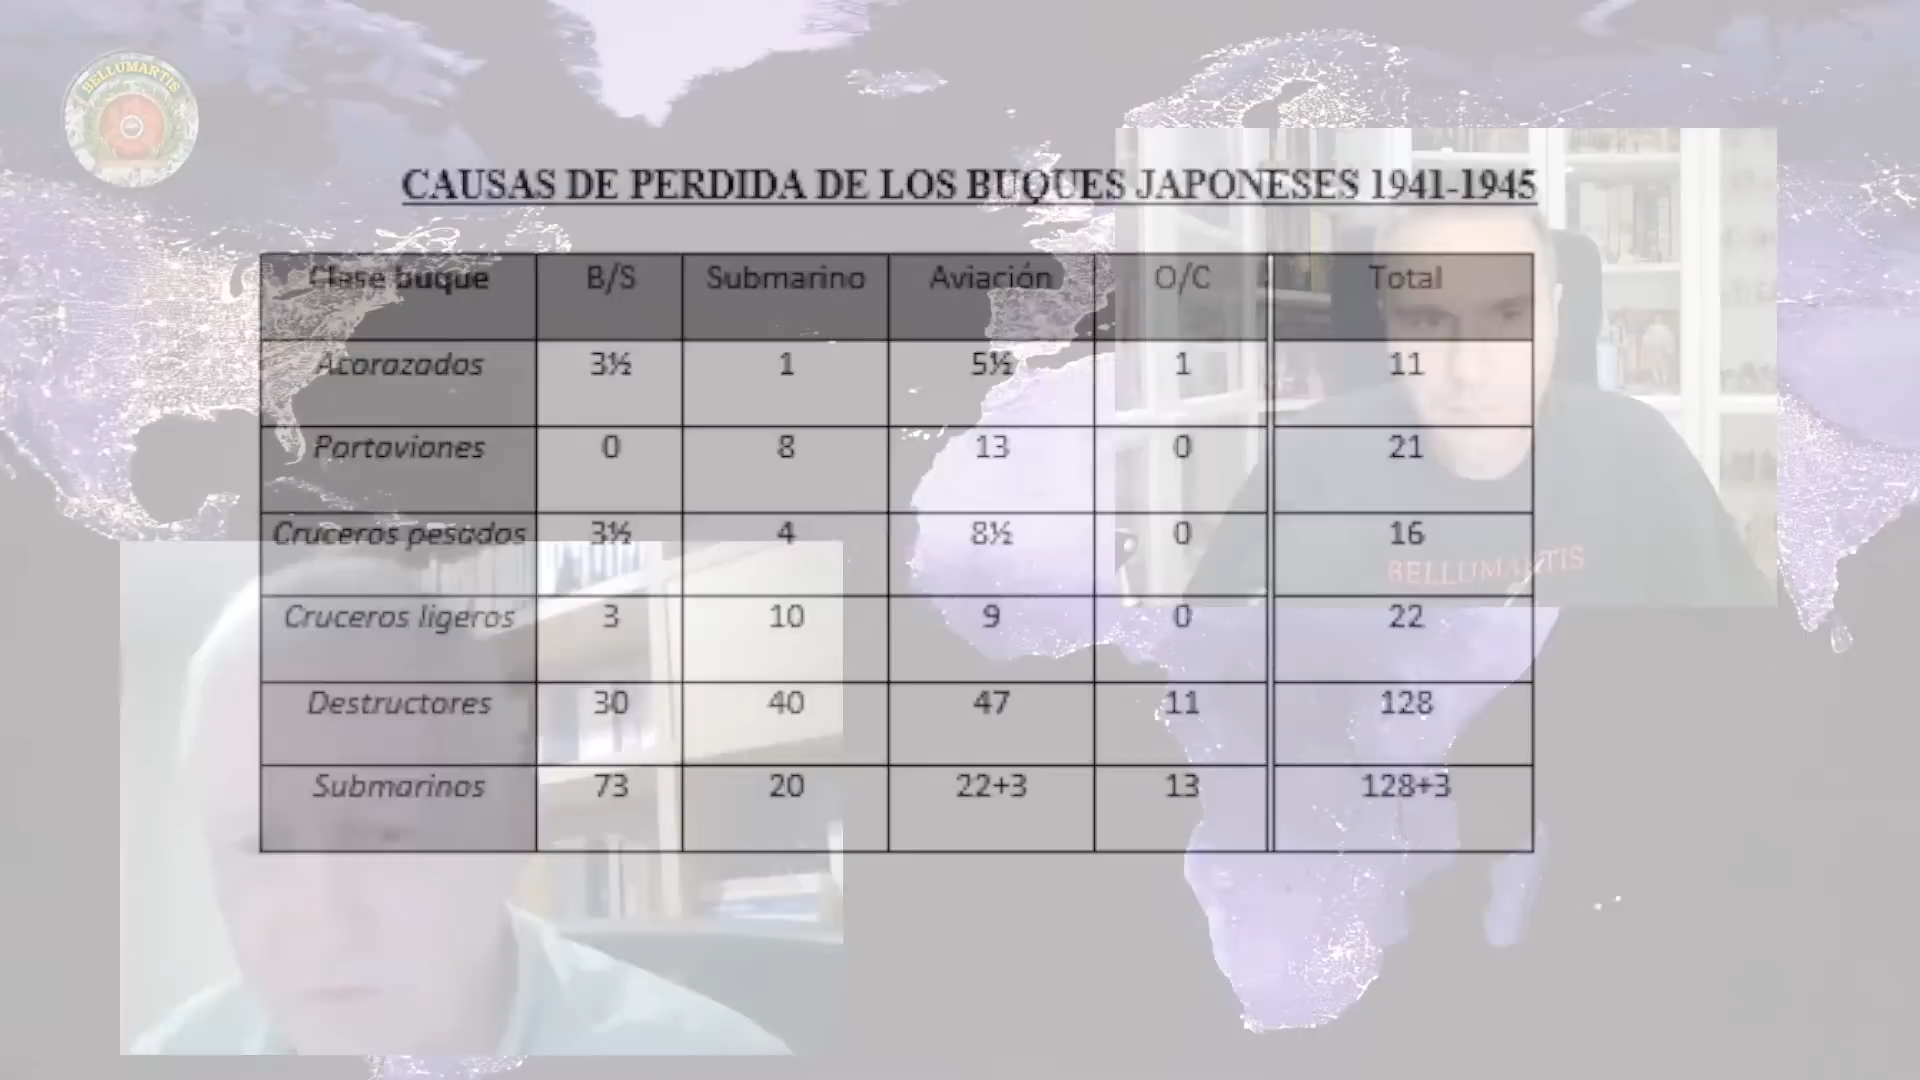 BELLUMARTIS
CAUSAS DE PERDIDA DE LOS BUQUES JAPONESES 1941-1945
Clase buque B/S Submarino Aviación O/C Total
Acorazados 3½ 1 5½ 1 11
Portaviones 0 8 13 0 21
Cruceros pesados 3½ 4 8½ 0 16
BELLUMARTIS
Cruceros ligeros 3 10 9 0 22
Destructores 30 40 47 11 128
Submarinos 73 20 22+3 13 128+3